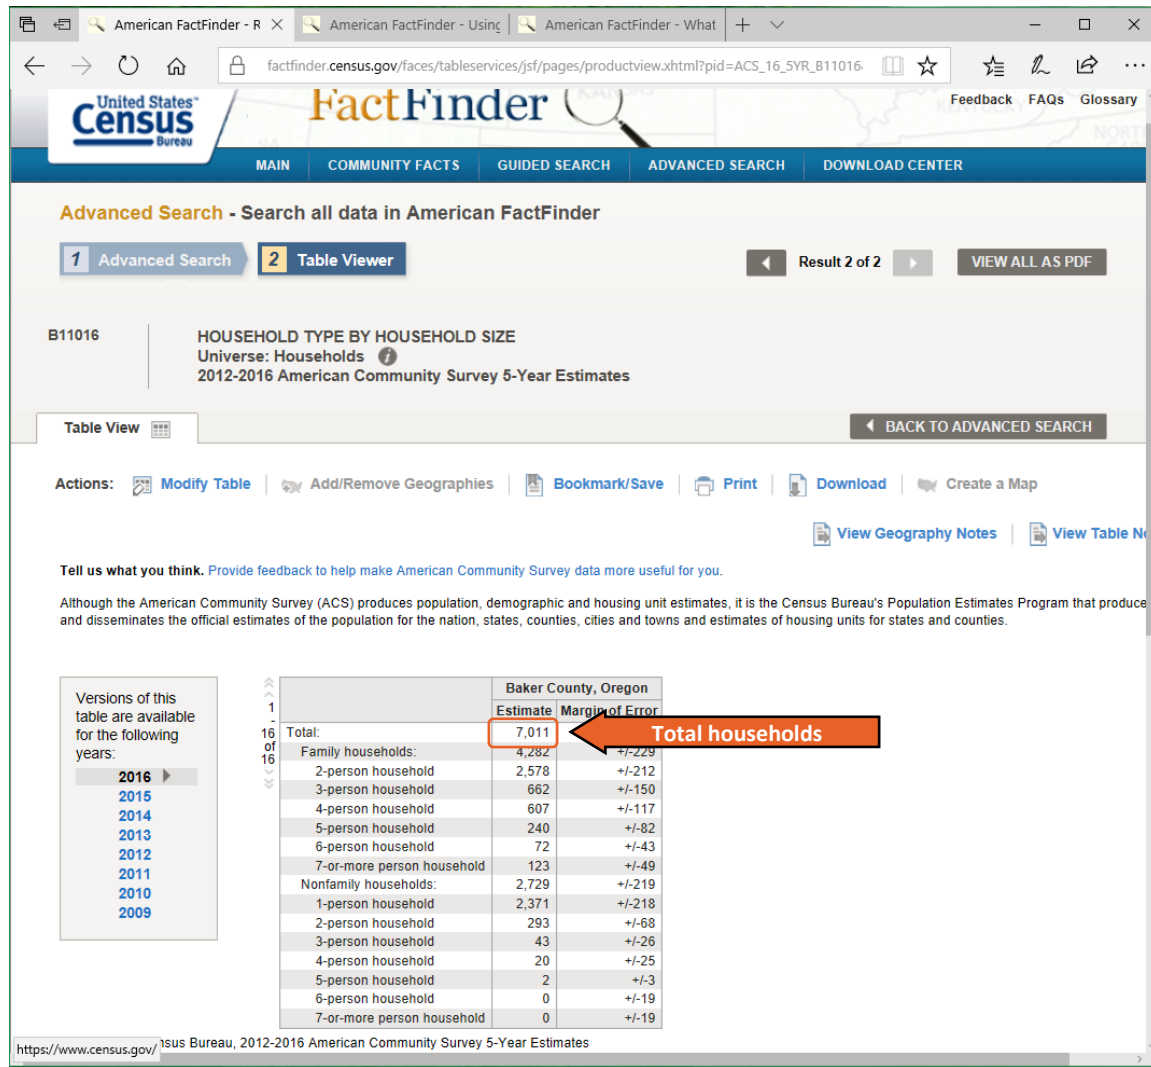 American FactFinder - R
American FactFinder - Using
American FactFinder - What
factfinder.census.gov/faces/tableservices/jsf/pages/productview.xhtml?pid=ACS_16_5YR_B11016
United States™
Census
Bureau
FactFinder
Feedback FAQs Glossary
MAIN COMMUNITY FACTS GUIDED SEARCH ADVANCED SEARCH DOWNLOAD CENTER
Advanced Search - Search all data in American FactFinder
1 Advanced Search 2 Table Viewer
Result 2 of 2
VIEW ALL AS PDF
B11016
HOUSEHOLD TYPE BY HOUSEHOLD SIZE
Universe: Households
2012-2016 American Community Survey 5-Year Estimates
Table View
BACK TO ADVANCED SEARCH
Actions: Modify Table Add/Remove Geographies Bookmark/Save Print Download Create a Map
View Geography Notes View Table No
Tell us what you think. Provide feedback to help make American Community Survey data more useful for you.
Although the American Community Survey (ACS) produces population, demographic and housing unit estimates, it is the Census Bureau's Population Estimates Program that produce
and disseminates the official estimates of the population for the nation, states, counties, cities and towns and estimates of housing units for states and counties.
Versions of this
table are available
for the following
years:
2016
2015
2014
2013
2012
2011
2010
2009
1
-
16
of
16
Baker County, Oregon
Estimate Margin of Error
Total: 7,011
Total households
Family households: 4,282 +/-229
2-person household 2,578 +/-212
3-person household 662 +/-150
4-person household 607 +/-117
5-person household 240 +/-82
6-person household 72 +/-43
7-or-more person household 123 +/-49
Nonfamily households: 2,729 +/-219
1-person household 2,371 +/-218
2-person household 293 +/-68
3-person household 43 +/-26
4-person household 20 +/-25
5-person household 2 +/-3
6-person household 0 +/-19
7-or-more person household 0 +/-19
https://www.census.gov/
nsus Bureau, 2012-2016 American Community Survey 5-Year Estimates